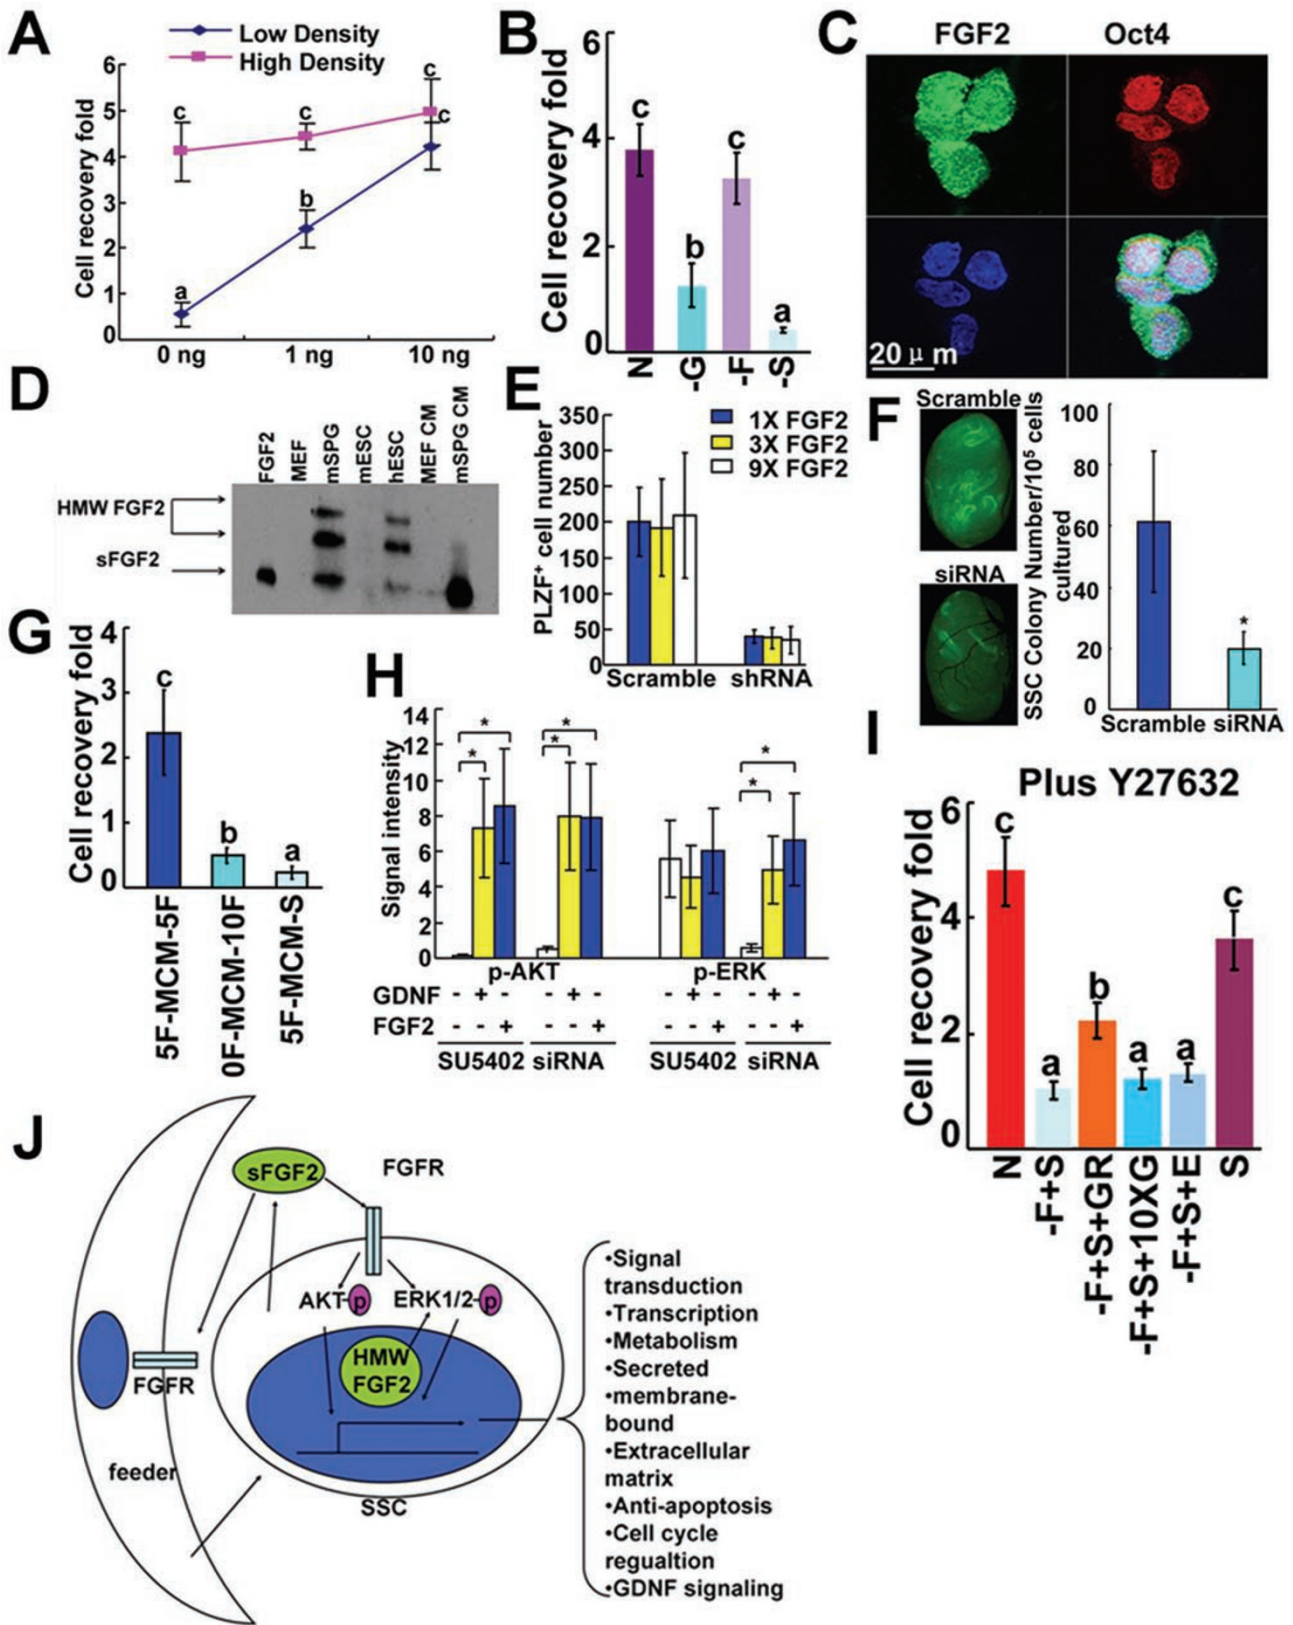 A
Low Density
High Density
Cell recovery fold
6
5
4
3
2
1
0
c
c
c
c
b
a
0 ng
1 ng
10 ng
B
Cell recovery fold
6
4
2
0
c
b
c
a
N
-G
-F
-S
C
FGF2
Oct4
20 μm
D
FGF2
MEF
mSPG
mESC
hESC
MEF CM
mSPG CM
HMW FGF2
sFGF2
E
PLZF⁺ cell number
350
300
250
200
150
100
50
0
1X FGF2
3X FGF2
9X FGF2
Scramble
shRNA
F
Scramble
siRNA
SSC Colony Number/10⁵ cells
cultured
100
80
60
40
20
0
*
Scramble
siRNA
G
Cell recovery fold
4
3
2
1
0
c
b
a
5F-MCM-5F
0F-MCM-10F
5F-MCM-S
H
Signal intensity
14
12
10
8
6
4
2
0
* * * * * *
p-AKT
p-ERK
GDNF - + - - + - - + - - + -
FGF2 - - + - - + - - + - - +
SU5402 siRNA SU5402 siRNA
I
Plus Y27632
Cell recovery fold
6
4
2
0
c
a
b
a
a
c
N
-F+S
-F+S+GR
-F+S+10XG
-F+S+E
S
J
sFGF2
FGFR
AKT-p
ERK1/2-p
HMW
FGF2
FGFR
feeder
SSC
•Signal
transduction
•Transcription
•Metabolism
•Secreted
•membrane-
bound
•Extracellular
matrix
•Anti-apoptosis
•Cell cycle
regualtion
•GDNF signaling